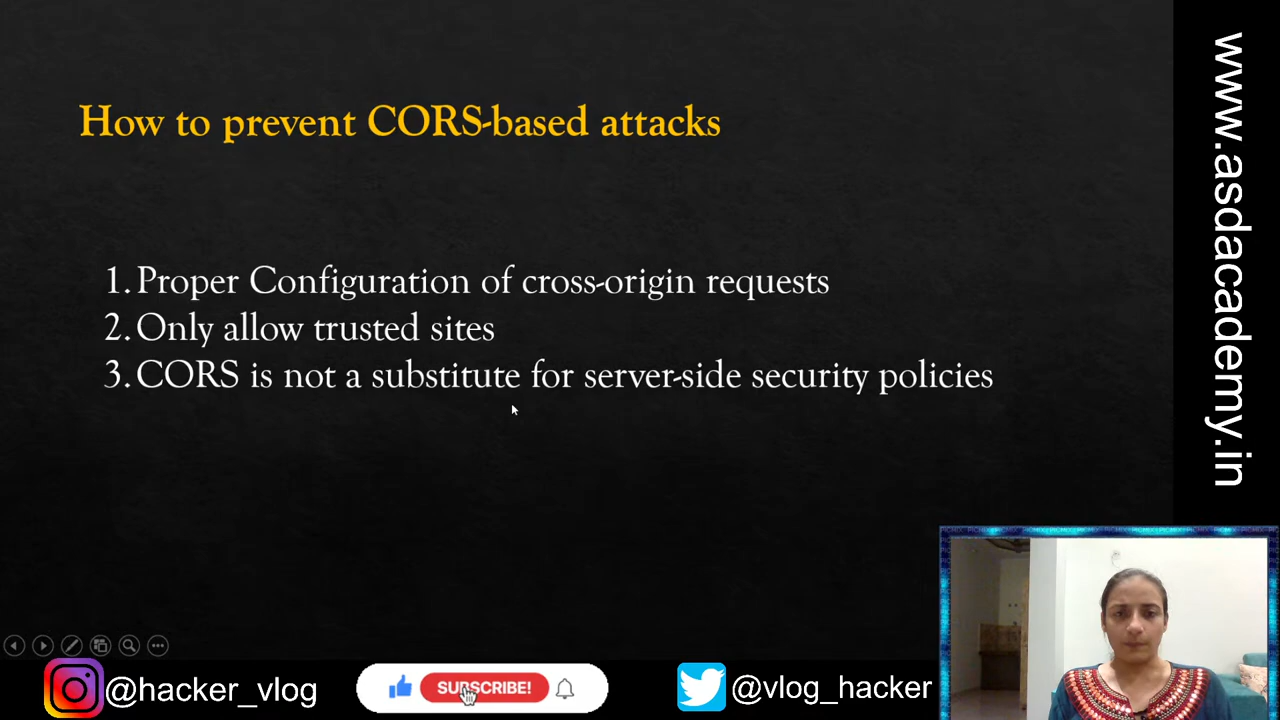 How to prevent CORS-based attacks
1. Proper Configuration of cross-origin requests
2. Only allow trusted sites
3. CORS is not a substitute for server-side security policies
www.asdacademy.in
@hacker_vlog
SUBSCRIBE!
@vlog_hacker